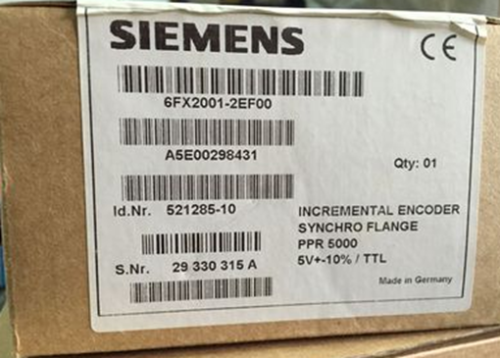 SIEMENS
CE
6FX2001-2EF00
A5E00298431
Qty: 01
Id.Nr. 521285-10
INCREMENTAL ENCODER
SYNCHRO FLANGE
PPR 5000
S.Nr. 29 330 315 A
5V+-10% / TTL
Made in Germany